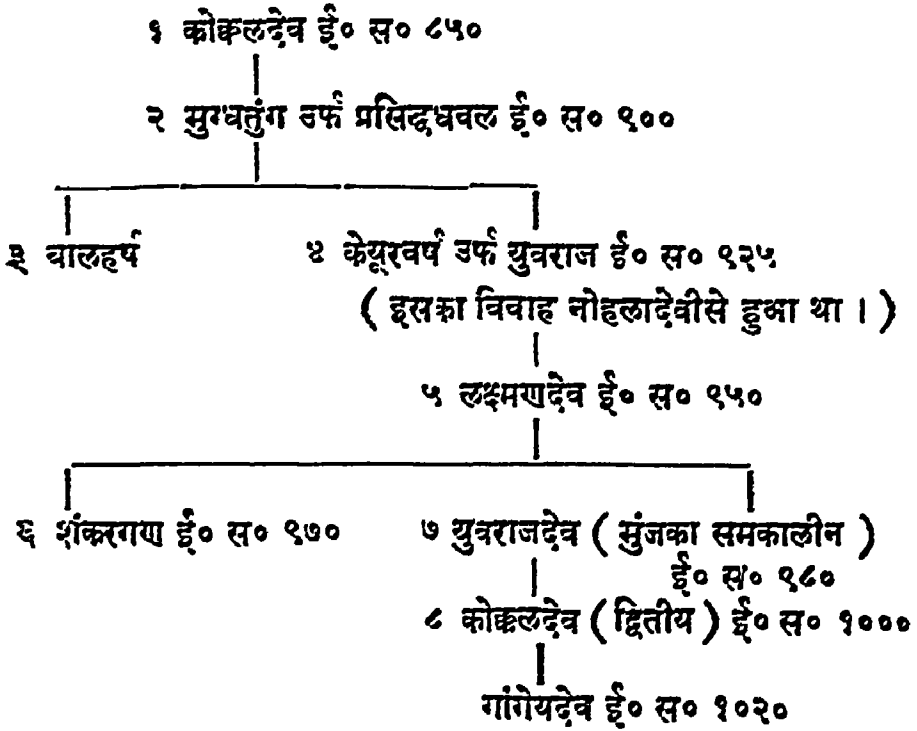 १ कोक्कलदेव ई० स० ८५०
२ मुग्धतुंग उर्फ प्रसिद्धधवल ई० स० ९००
३ बालहर्ष
४ केयूरवर्ष उर्फ युवराज ई० स० ९२५
( इसका विवाह नोहलादेवीसे हुआ था । )
५ लक्ष्मणदेव ई० स० ९५०
६ शंकरगण ई० स० ९७०
७ युवराजदेव ( मुंजका समकालीन )
ई० स० ९८०
८ कोक्कलदेव ( द्वितीय ) ई० स० १०००
गांगेयदेव ई० स० १०२०